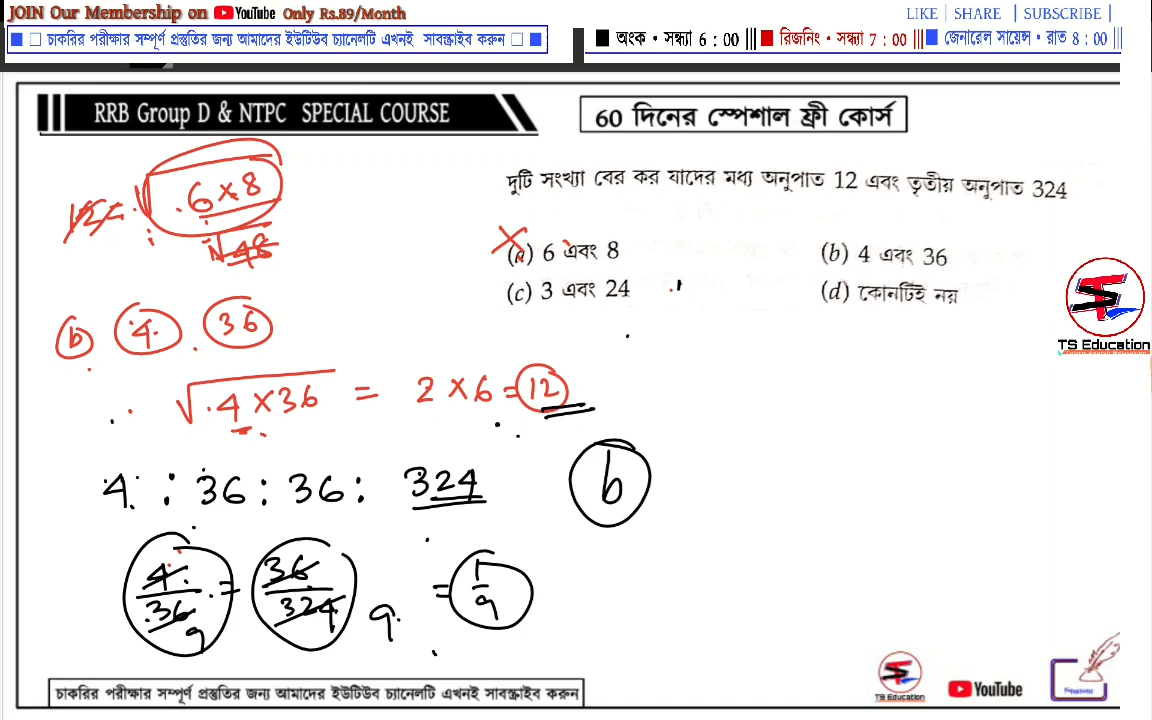 JOIN Our Membership on YouTube Only Rs.89/Month
LIKE | SHARE | SUBSCRIBE |
চাকরির পরীক্ষার সম্পূর্ণ প্রস্তুতির জন্য আমাদের ইউটিউব চ্যানেলটি এখনই সাবস্ক্রাইব করুন
অংক • সন্ধ্যা 6 : 00 ||| রিজনিং • সন্ধ্যা 7 : 00 || জেনারেল সায়েন্স • রাত 8 : 00
RRB Group D & NTPC SPECIAL COURSE
60 দিনের স্পেশাল ফ্রী কোর্স
দুটি সংখ্যা বের কর যাদের মধ্য অনুপাত 12 এবং তৃতীয় অনুপাত 324
(a) 6 এবং 8
(b) 4 এবং 36
(c) 3 এবং 24
(d) কোনটিই নয়
TS Education
√6 × 8
√48
b 4 36
∴ √4 × 36 = 2 × 6 = 12
4 : 36 : 36 : 324
b
4/36 = 36/324 = 1/9
9 9
চাকরির পরীক্ষার সম্পূর্ণ প্রস্তুতির জন্য আমাদের ইউটিউব চ্যানেলটি এখনই সাবস্ক্রাইব করুন
TS Education
YouTube